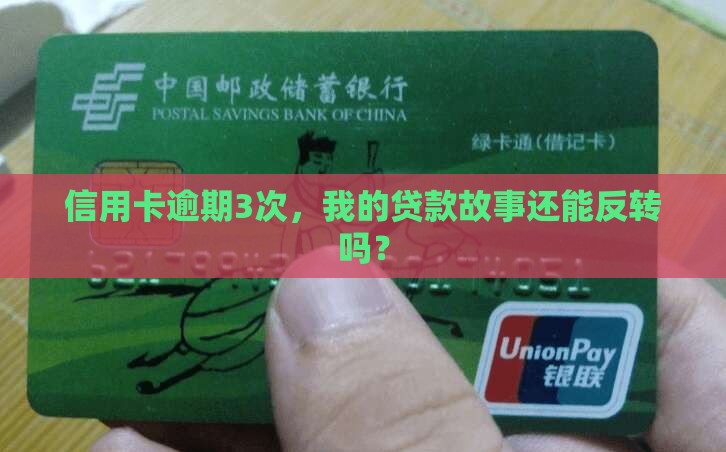 中国邮政储蓄银行
POSTAL SAVINGS BANK OF CHINA
绿卡通(借记卡)
信用卡逾期3次，我的贷款故事还能反转
吗？
UnionPay
银联